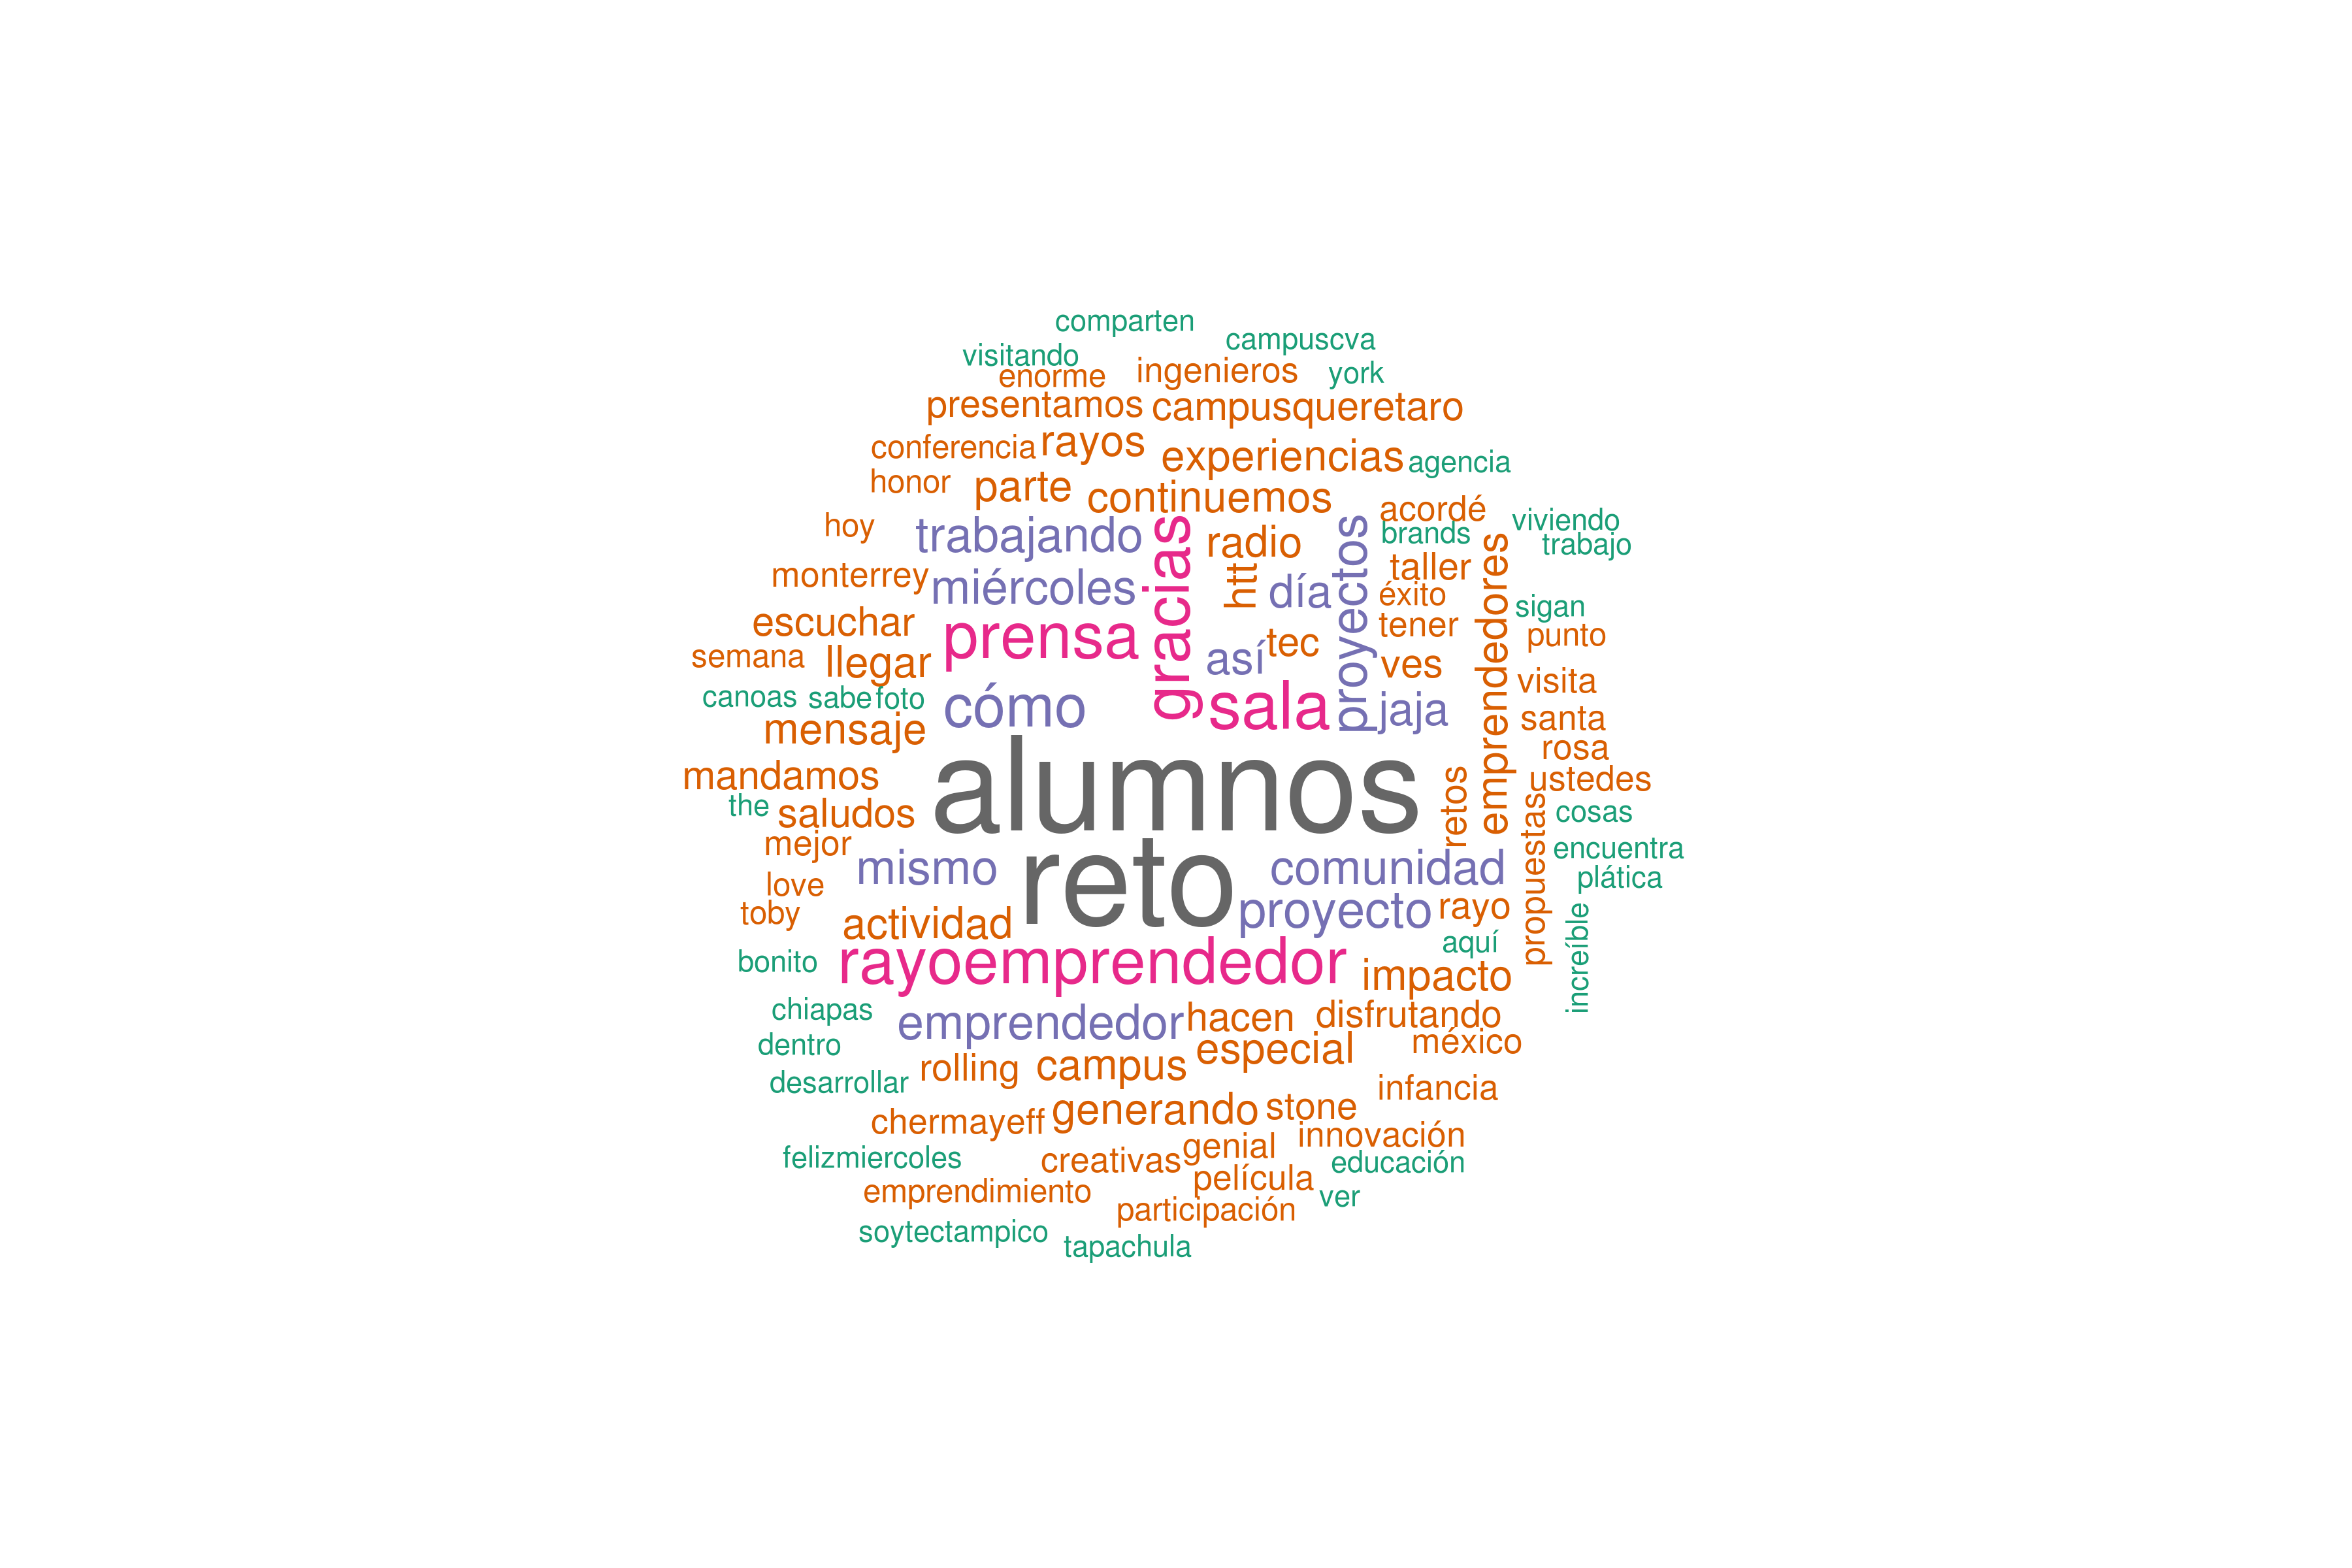 comparten
campuscva
visitando
enorme
ingenieros
york
presentamos
campusqueretaro
conferencia
rayos
experiencias
agencia
honor
parte
continuemos
acordé
hoy
trabajando
gracias
radio
proyectos
brands
viviendo
trabajo
monterrey
miércoles
htt
día
taller
emprendedores
éxito
sigan
escuchar
prensa
tec
tener
punto
semana
llegar
así
ves
visita
canoas
sabe
foto
cómo
sala
jaja
santa
mensaje
rosa
mandamos
alumnos
retos
ustedes
the
saludos
propuestas
cosas
mejor
mismo
reto
comunidad
encuentra
love
plática
toby
actividad
proyecto
rayo
increíble
bonito
rayoemprendedor
aquí
impacto
chiapas
emprendedor
hacen
disfrutando
dentro
especial
méxico
desarrollar
rolling
campus
infancia
chermayeff
generando
stone
innovación
felizmiercoles
creativas
genial
educación
emprendimiento
película
ver
participación
soytectampico
tapachula